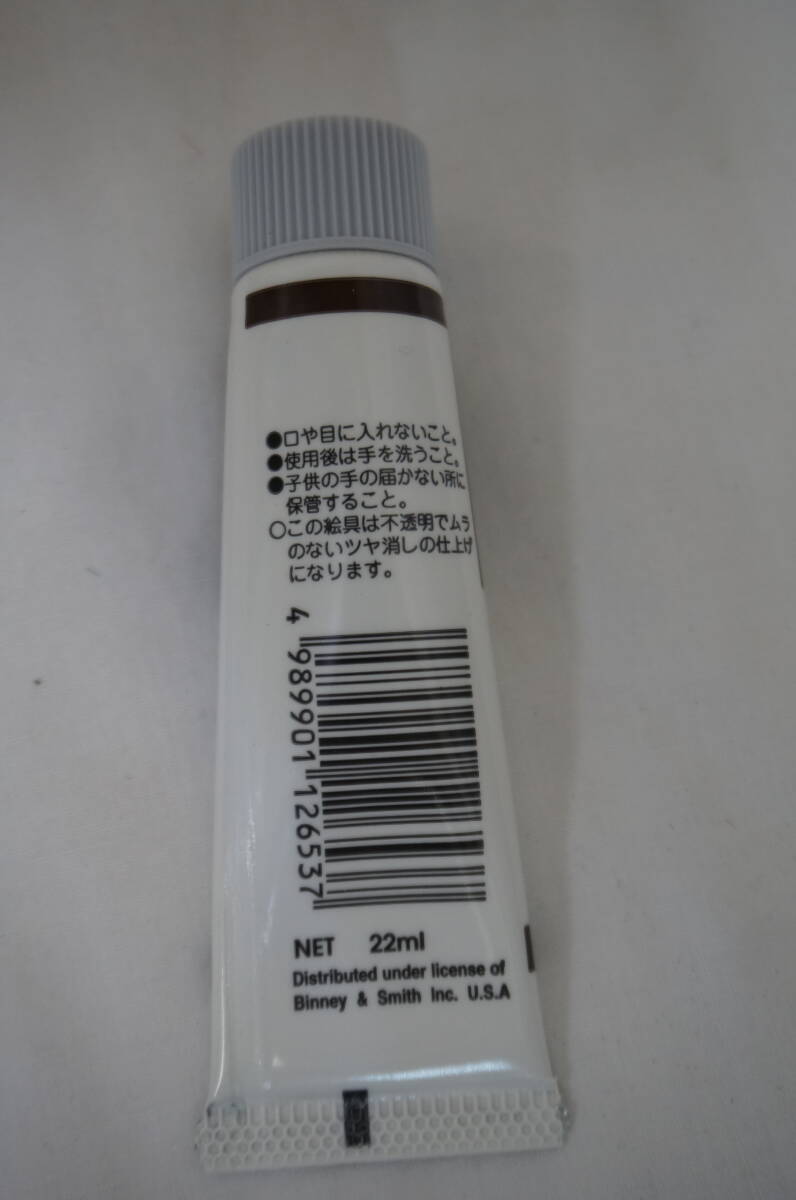 ●口や目に入れないこと。
●使用後は手を洗うこと。
●子供の手の届かない所に
保管すること。
○この絵具は不透明でムラ
のないツヤ消しの仕上げ
になります。
4 989901 126537
NET 22ml
Distributed under license of
Binney & Smith Inc. U.S.A